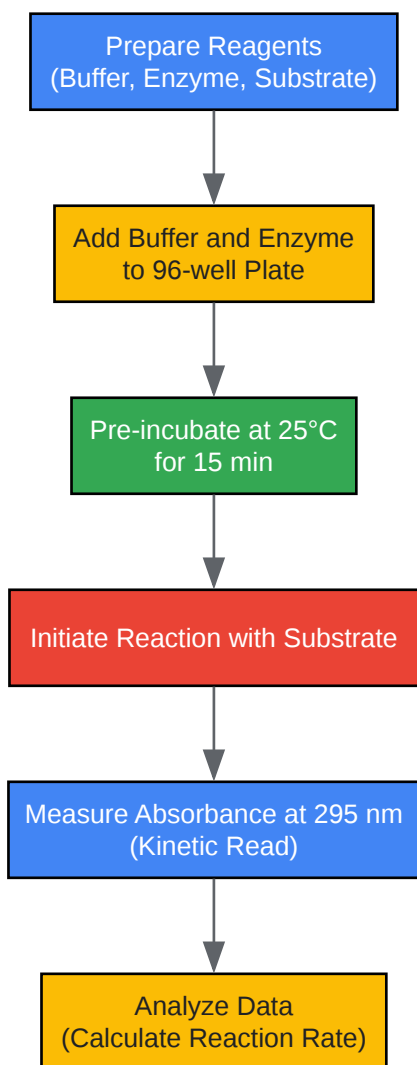 Prepare Reagents
(Buffer, Enzyme, Substrate)
Add Buffer and Enzyme
to 96-well Plate
Pre-incubate at 25°C
for 15 min
Initiate Reaction with Substrate
Measure Absorbance at 295 nm
(Kinetic Read)
Analyze Data
(Calculate Reaction Rate)